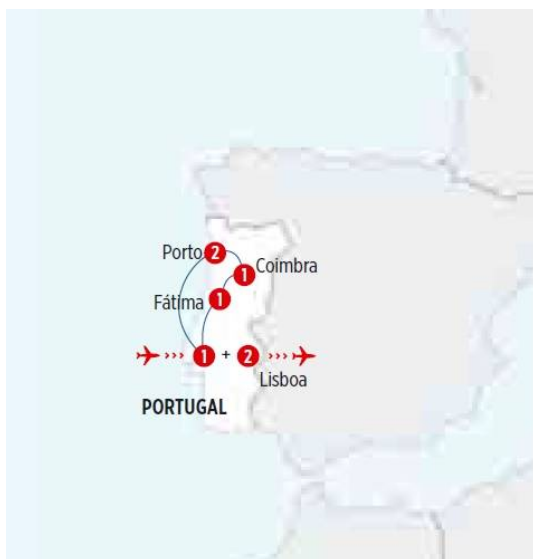 Porto 2
1 Coimbra
Fátima 1
1 + 2
Lisboa
PORTUGAL